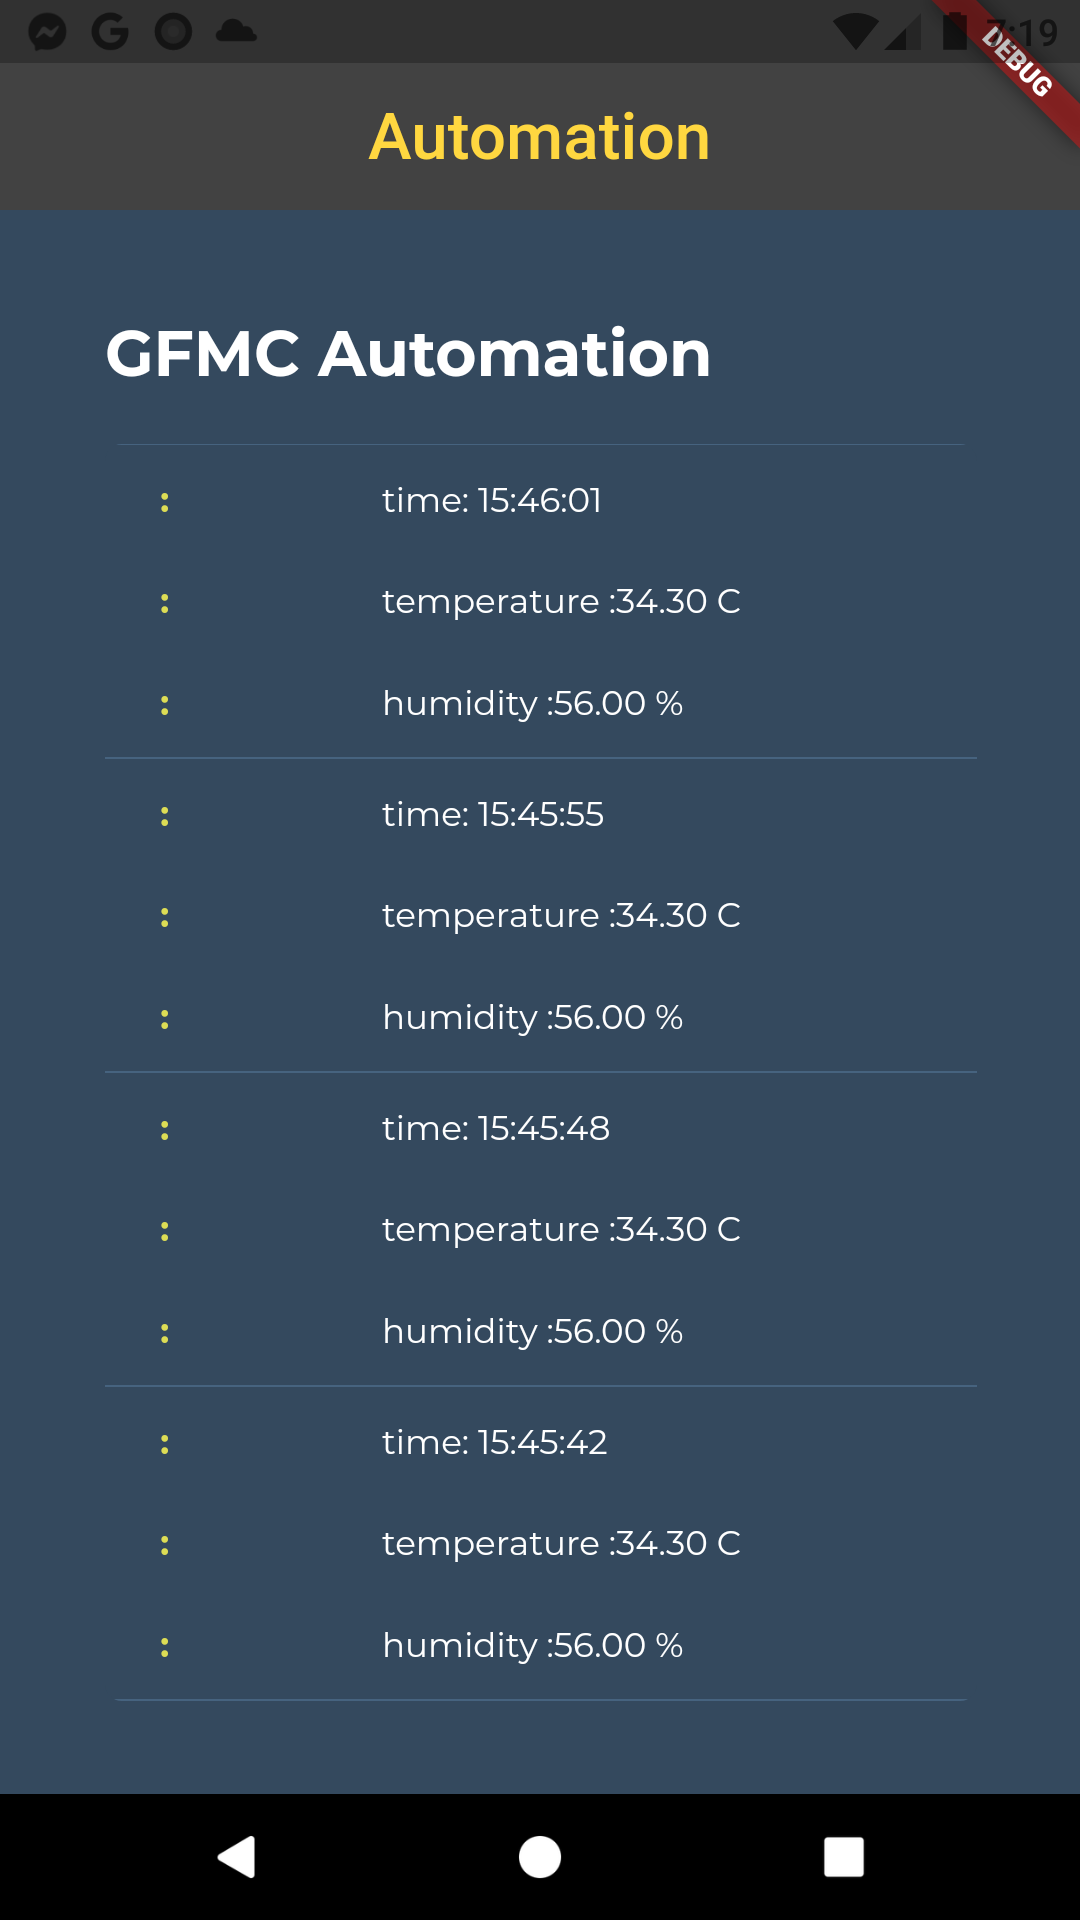 7:19
DEBUG
Automation
GFMC Automation
: time: 15:46:01
: temperature :34.30 C
: humidity :56.00 %
: time: 15:45:55
: temperature :34.30 C
: humidity :56.00 %
: time: 15:45:48
: temperature :34.30 C
: humidity :56.00 %
: time: 15:45:42
: temperature :34.30 C
: humidity :56.00 %